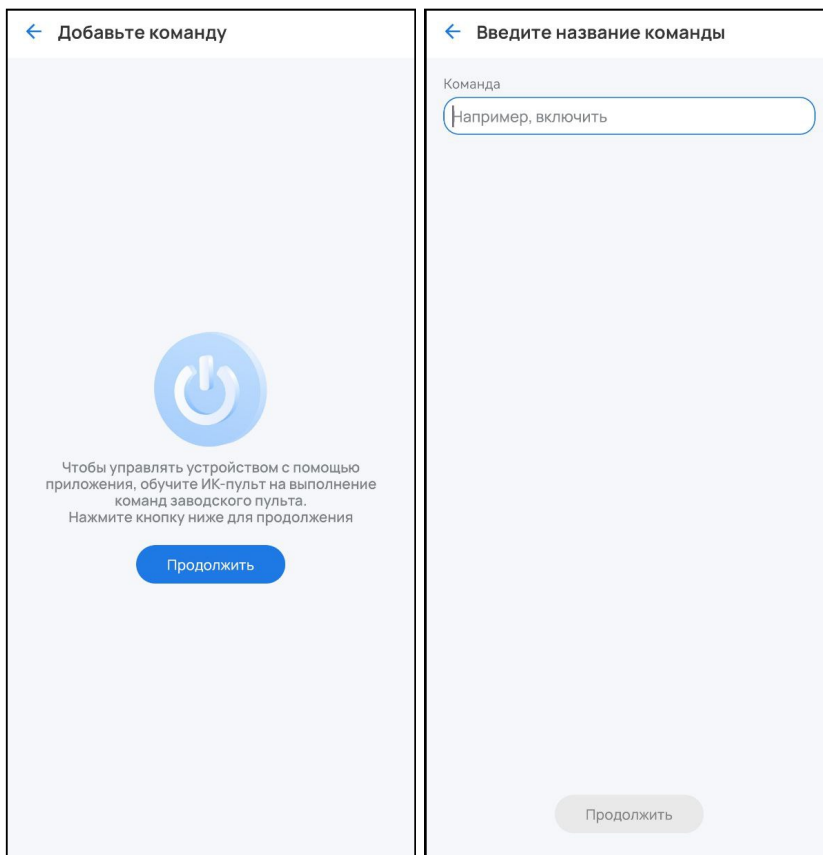 Добавьте команду
Чтобы управлять устройством с помощью
приложения, обучите ИК-пульт на выполнение
команд заводского пульта.
Нажмите кнопку ниже для продолжения
Продолжить
Введите название команды
Команда
Например, включить
Продолжить